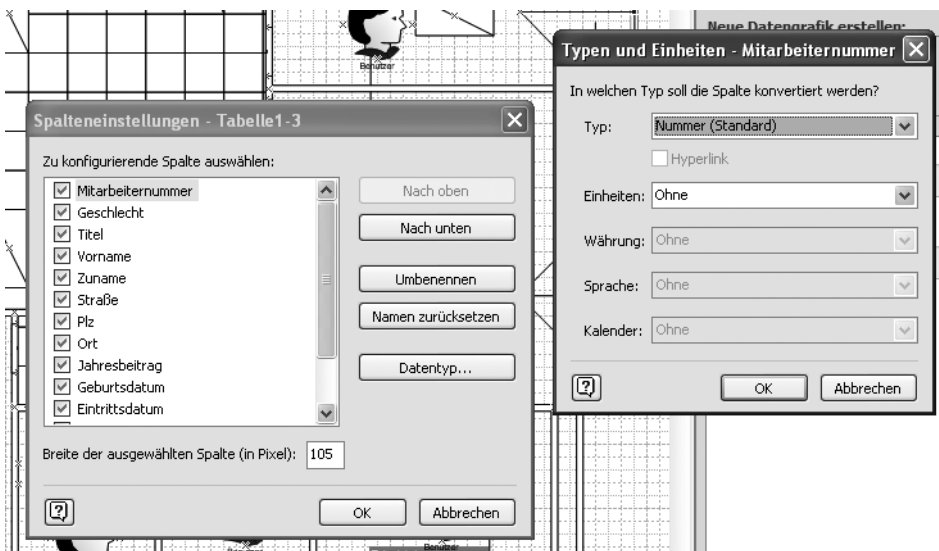 Neue Datengrafik erstellen:
Benutzer
Typen und Einheiten - Mitarbeiternummer
In welchen Typ soll die Spalte konvertiert werden?
Typ: Nummer (Standard)
Hyperlink
Einheiten: Ohne
Währung: Ohne
Sprache: Ohne
Kalender: Ohne
OK Abbrechen
Spalteneinstellungen - Tabelle1-3
Zu konfigurierende Spalte auswählen:
Mitarbeiternummer
Geschlecht
Titel
Vorname
Zuname
Straße
Plz
Ort
Jahresbeitrag
Geburtsdatum
Eintrittsdatum
Nach oben
Nach unten
Umbenennen
Namen zurücksetzen
Datentyp...
Breite der ausgewählten Spalte (in Pixel): 105
OK Abbrechen
Benutzer